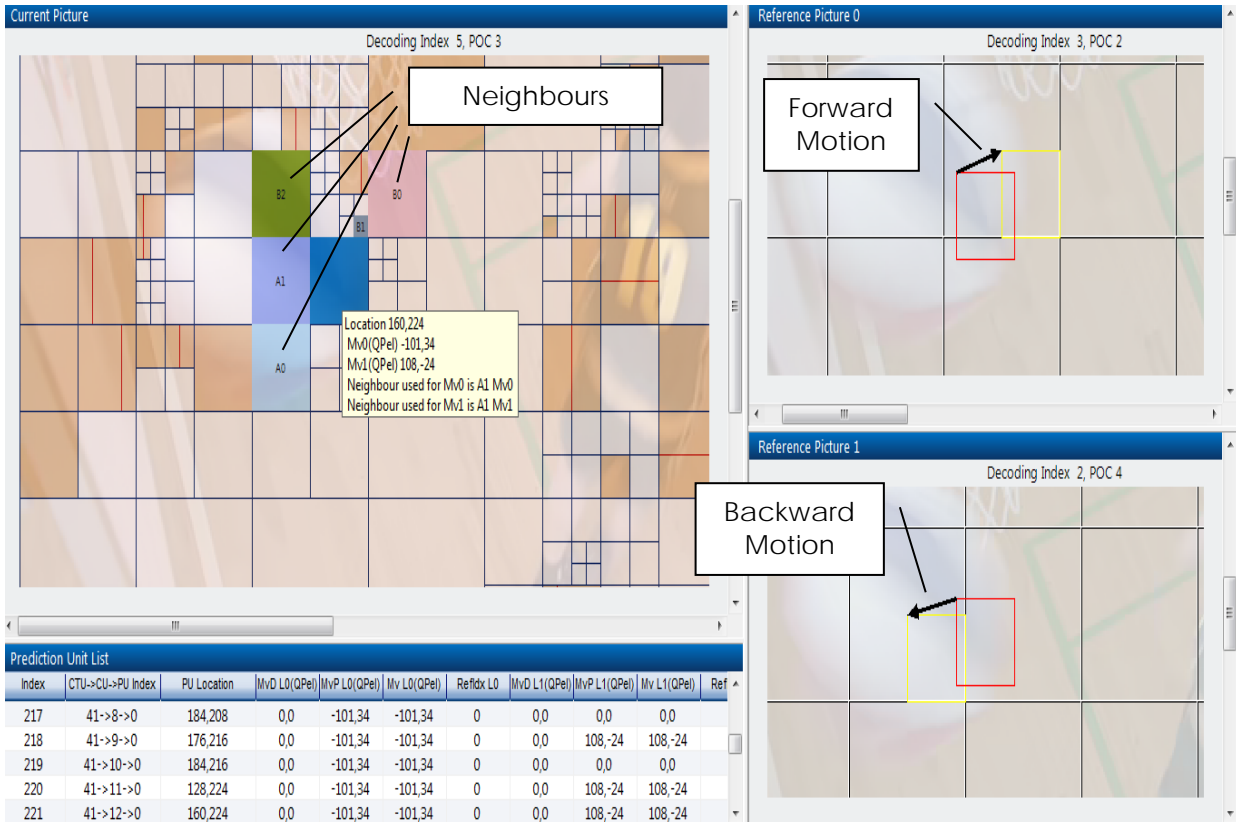 Current Picture
Decoding Index 5, POC 3
Neighbours
B2
B0
B1
A1
A0
Location 160,224
Mv0(QPel) -101,34
Mv1(QPel) 108,-24
Neighbour used for Mv0 is A1 Mv0
Neighbour used for Mv1 is A1 Mv1
Reference Picture 0
Decoding Index 3, POC 2
Forward
Motion
Reference Picture 1
Decoding Index 2, POC 4
Backward
Motion
Prediction Unit List
Index CTU->CU->PU Index PU Location MvD L0(QPel) MvP L0(QPel) Mv L0(QPel) RefIdx L0 MvD L1(QPel) MvP L1(QPel) Mv L1(QPel) Ref
217 41->8->0 184,208 0,0 -101,34 -101,34 0 0,0 0,0 0,0
218 41->9->0 176,216 0,0 -101,34 -101,34 0 0,0 108,-24 108,-24
219 41->10->0 184,216 0,0 -101,34 -101,34 0 0,0 0,0 0,0
220 41->11->0 128,224 0,0 -101,34 -101,34 0 0,0 108,-24 108,-24
221 41->12->0 160,224 0,0 -101,34 -101,34 0 0,0 108,-24 108,-24